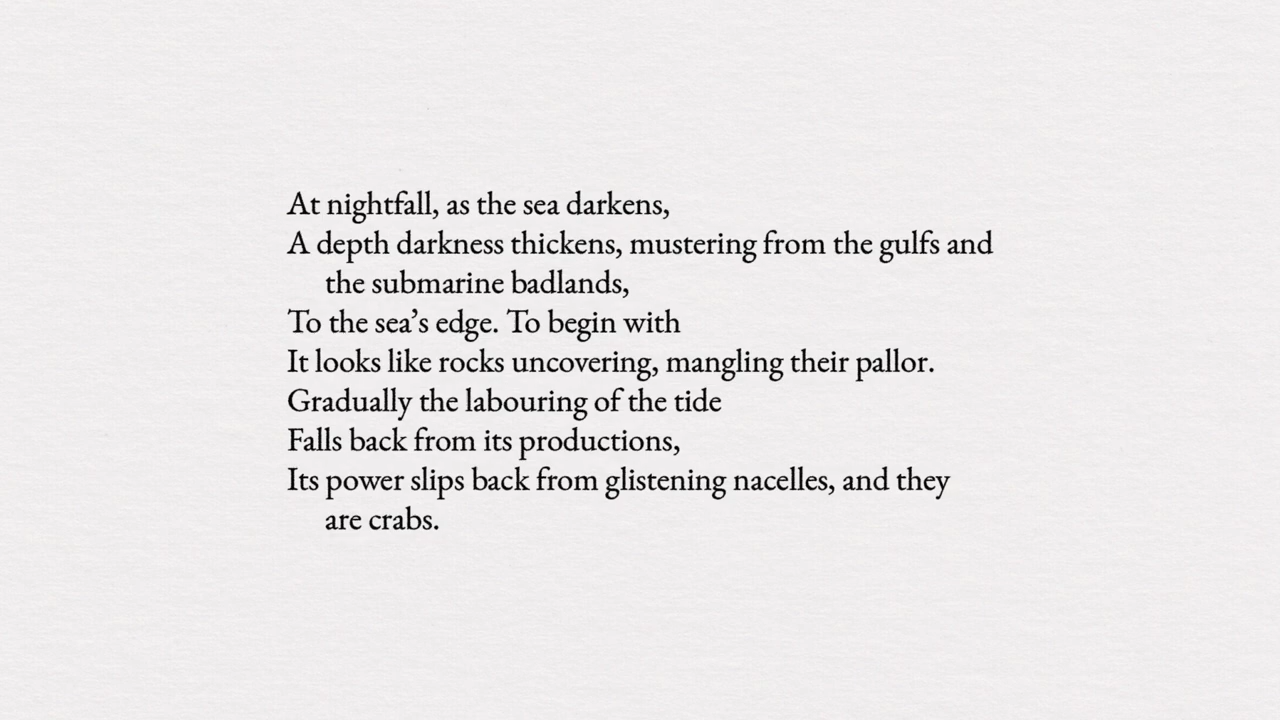 At nightfall, as the sea darkens,
A depth darkness thickens, mustering from the gulfs and
the submarine badlands,
To the sea’s edge. To begin with
It looks like rocks uncovering, mangling their pallor.
Gradually the labouring of the tide
Falls back from its productions,
Its power slips back from glistening nacelles, and they
are crabs.